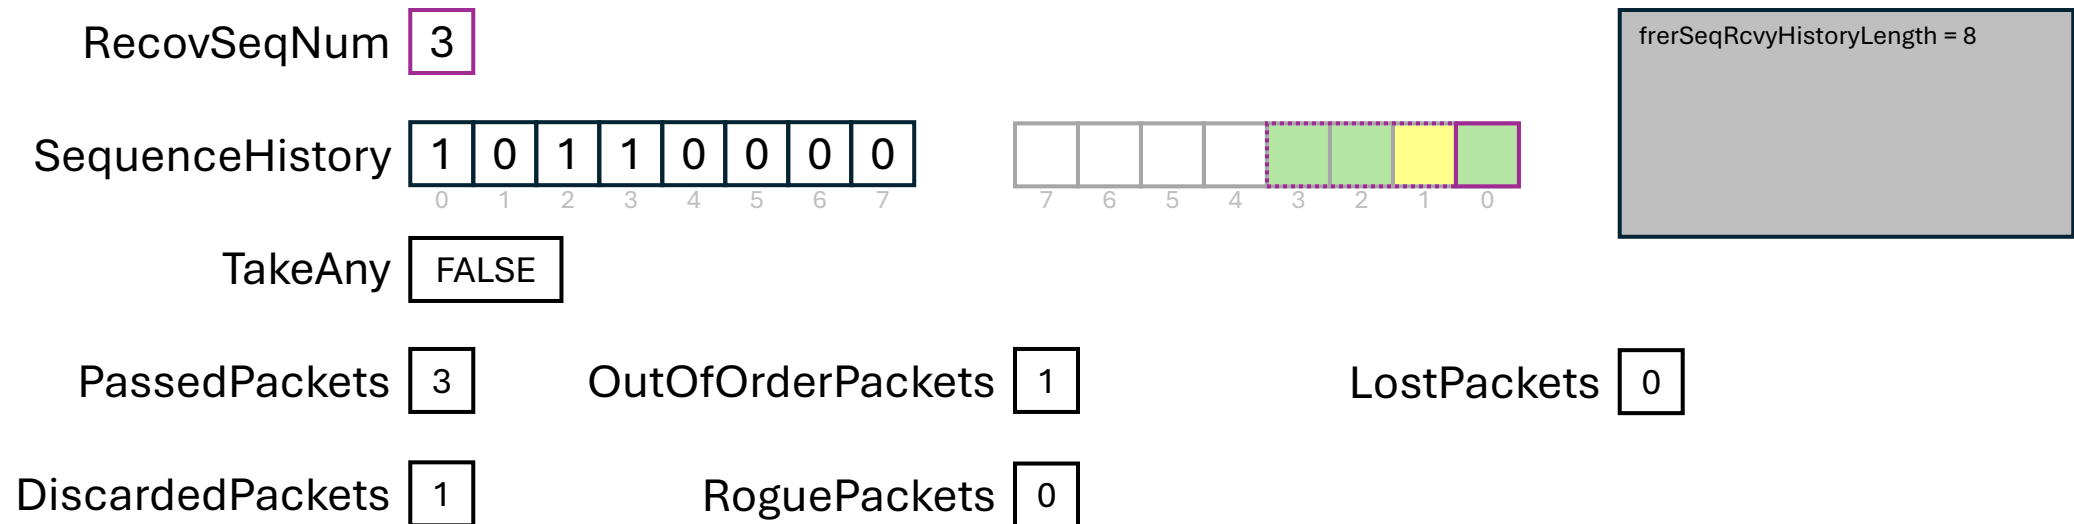 RecovSeqNum 3 frerSeqRcvyHistoryLength = 8
SequenceHistory 1 0 1 1 0 0 0 0
0 1 2 3 4 5 6 7 7 6 5 4 3 2 1 0
TakeAny FALSE
PassedPackets 3 OutOfOrderPackets 1 LostPackets 0
DiscardedPackets 1 RoguePackets 0